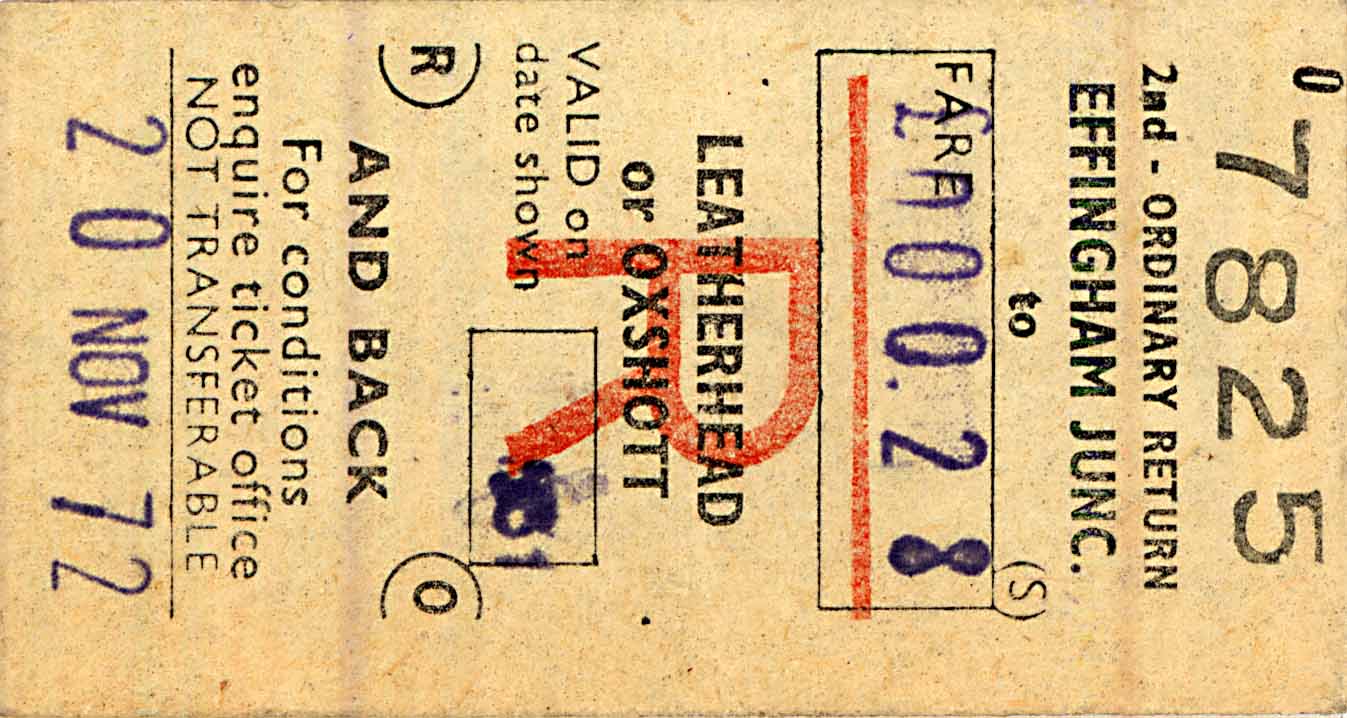 07825
2nd - ORDINARY RETURN
EFFINGHAM JUNC.
to (S)
FARE
£000.28
LEATHERHEAD
or OXSHOTT
R
VALID on
date shown
(R) (O)
AND BACK
For conditions
enquire ticket office
NOT TRANSFERABLE
20 NOV 72